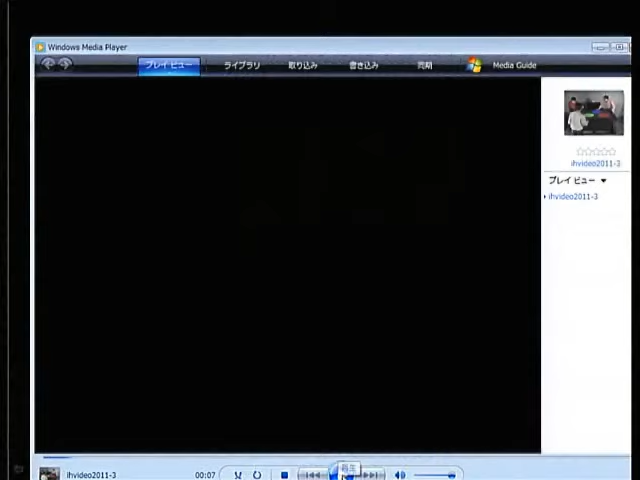 Windows Media Player
プレイ ビュー
ライブラリ
取り込み
書き込み
同期
Media Guide
ihvideo2011-3
プレイ ビュー
ihvideo2011-3
ihvideo2011-3
00:07
再生